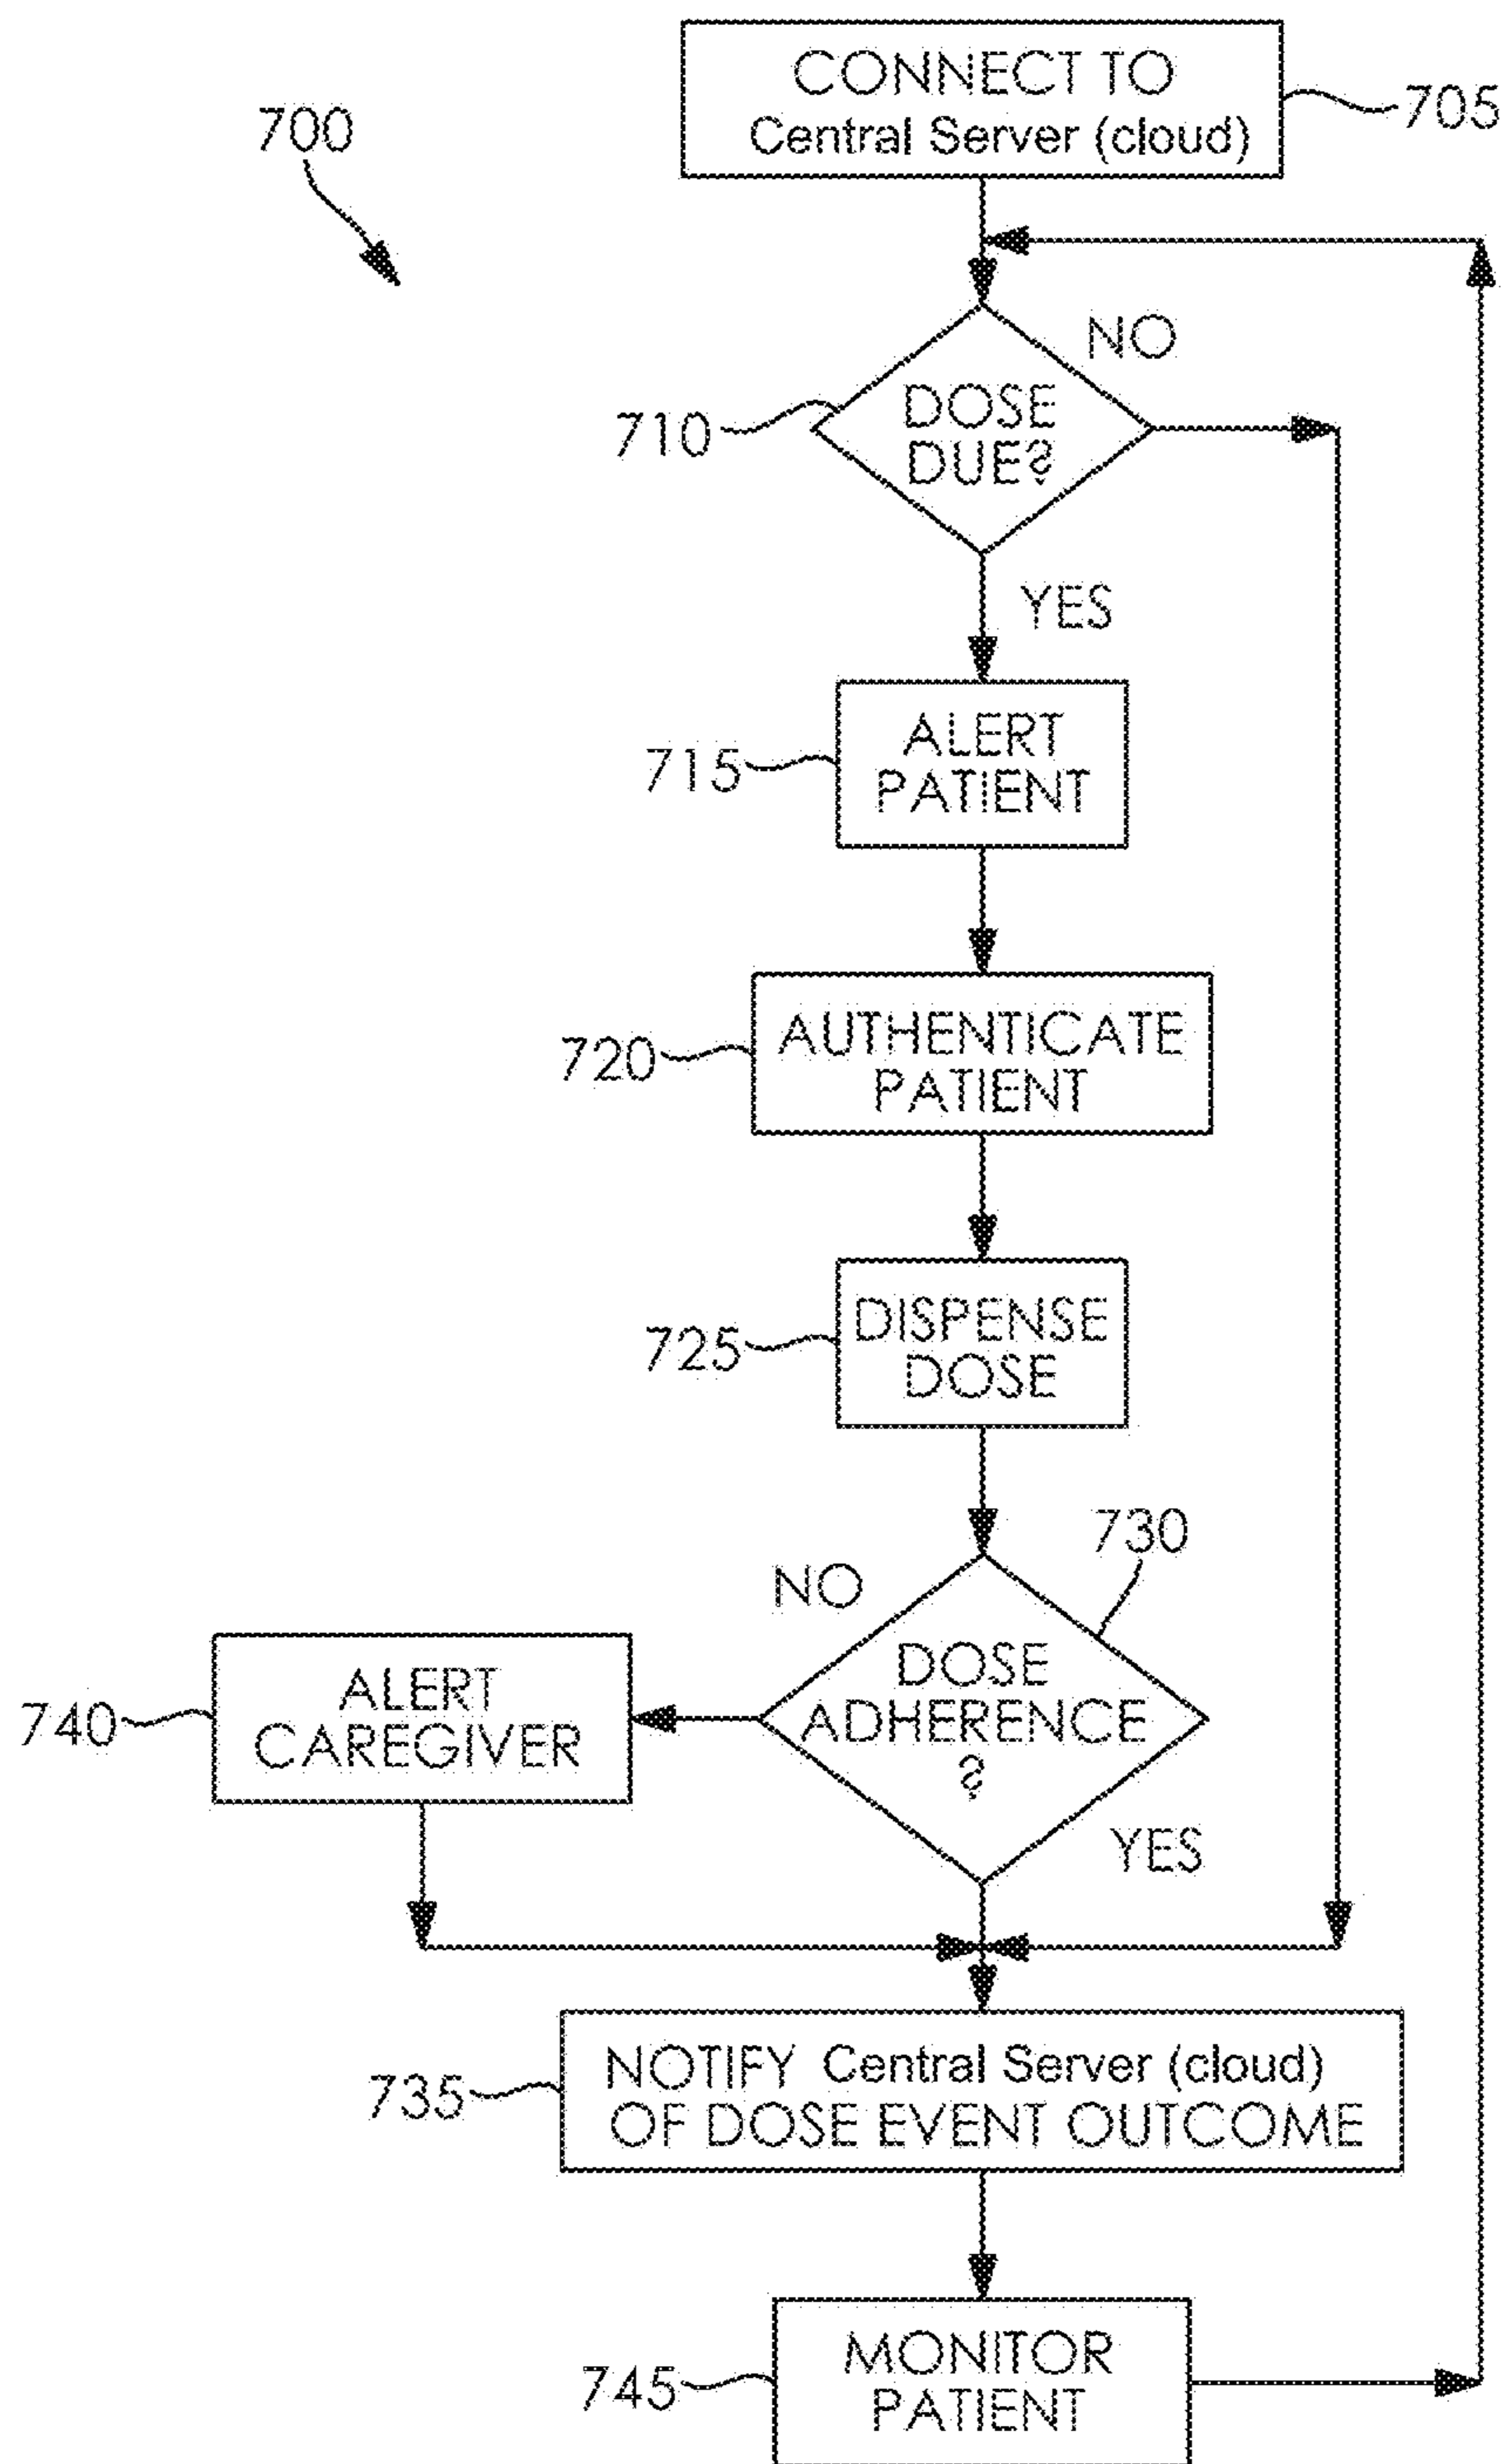 700
CONNECT TO
Central Server (cloud)
705
NO
710
DOSE
DUE?
YES
715
ALERT
PATIENT
720
AUTHENTICATE
PATIENT
725
DISPENSE
DOSE
730
NO
DOSE
ADHERENCE
?
740
ALERT
CAREGIVER
YES
735
NOTIFY Central Server (cloud)
OF DOSE EVENT OUTCOME
745
MONITOR
PATIENT